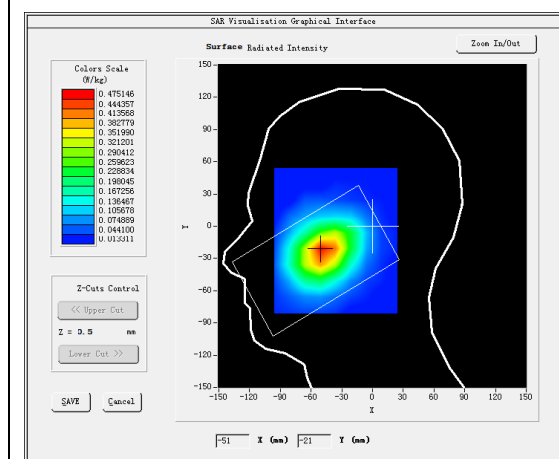 SAR Visualisation Graphical Interface
Surface Radiated Intensity
Zoom In/Out
Colors Scale
(W/kg)
0.475146
0.444357
0.413568
0.382779
0.351990
0.321201
0.290412
0.259623
0.228834
0.198045
0.167256
0.136467
0.105678
0.074889
0.044100
0.013311
Z-Cuts Control
<< Upper Cut
Z = 0.5 mm
Lower Cut >>
SAVE Cancel
150
120
90
60
30
0
-30
-60
-90
-120
-150
Y
-150 -120 -90 -60 -30 0 30 60 90 120 150
X
-51 X (mm) -21 Y (mm)